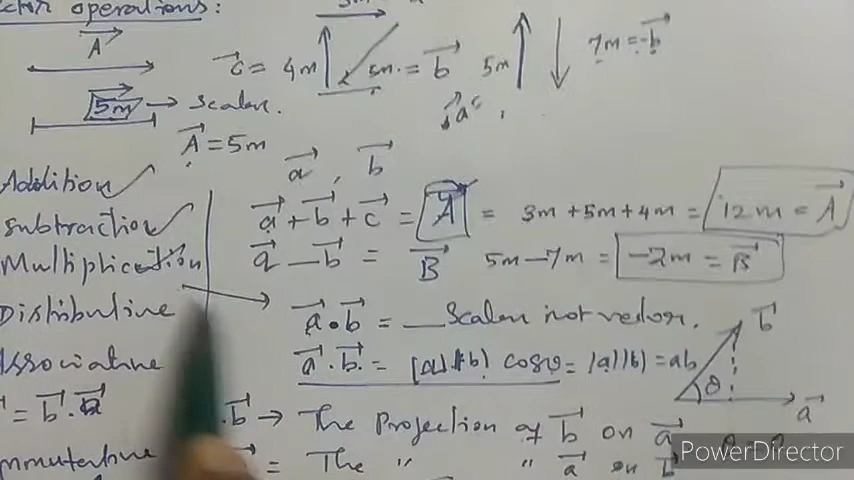 ctor operations:
A⃗
c⃗ = 4m
5m = b⃗
5m
7m = -b⃗
5m → Scalar.
A⃗ = 5m
a⃗ , b⃗
Addition
Subtraction
a⃗ + b⃗ + c⃗ = A⃗ = 3m + 5m + 4m = 12m = A⃗
Multiplication
a⃗ — b⃗ = B⃗ 5m — 7m = -2m = B⃗
Distributive
a⃗ • b⃗ = — Scalar not vector.
b⃗
Associative
a⃗ . b⃗ = |a| |b| cosθ = |a| |b| = ab
θ
a⃗
= b⃗ . a⃗
. b⃗ → The Projection of b⃗ on a⃗
mmutative
= The " " a⃗ on b⃗
PowerDirector